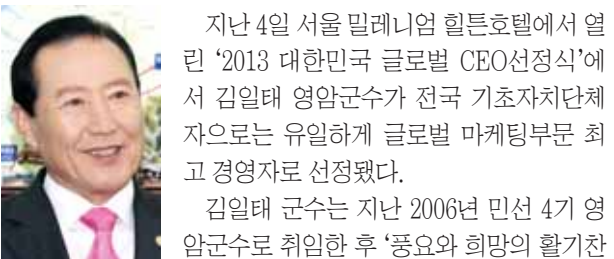 지난 4일 서울 밀레니엄 힐튼호텔에서 열
린 ‘2013 대한민국 글로벌 CEO선정식’에
서 김일태 영암군수가 전국 기초자치단체
자으로는 유일하게 글로벌 마케팅부문 최
고 경영자로 선정됐다.
김일태 군수는 지난 2006년 민선 4기 영
암군수로 취임한 후 ‘풍요와 희망의 활기찬